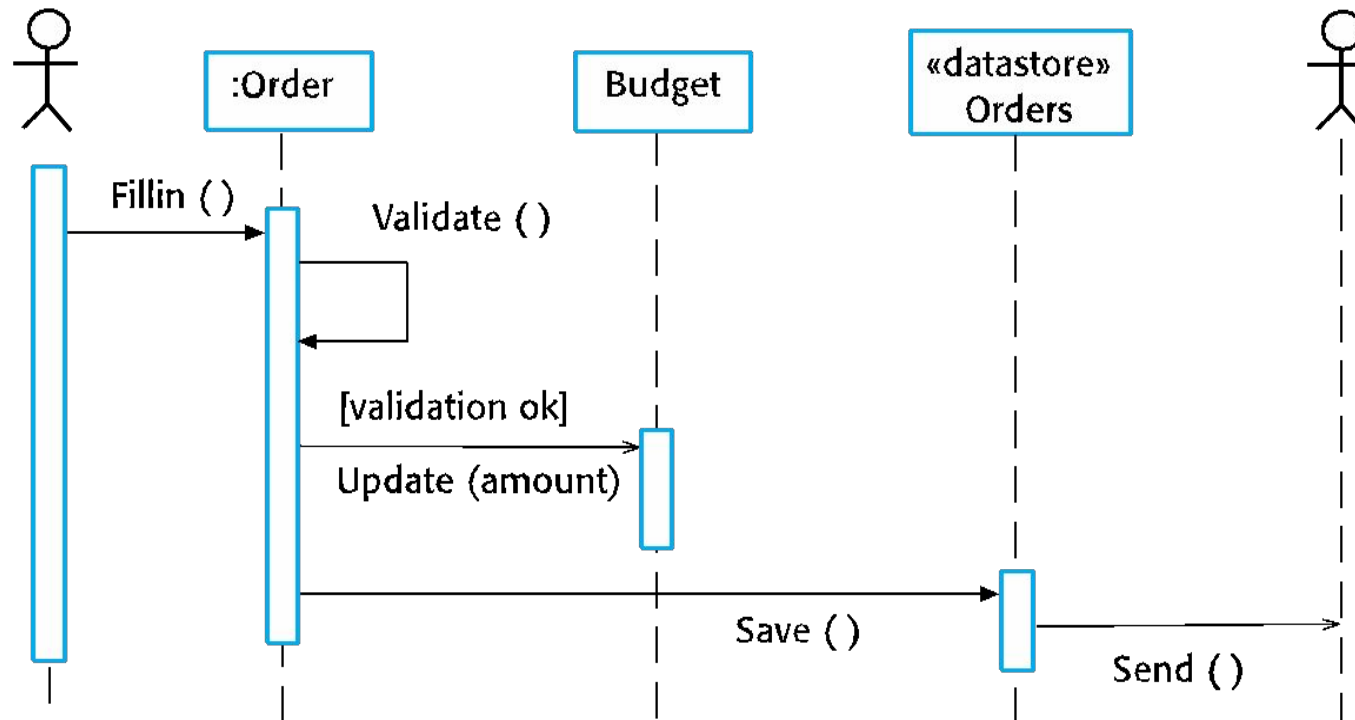 :Order
Budget
«datastore»
Orders
Fillin ( )
Validate ( )
[validation ok]
Update (amount)
Save ( )
Send ( )